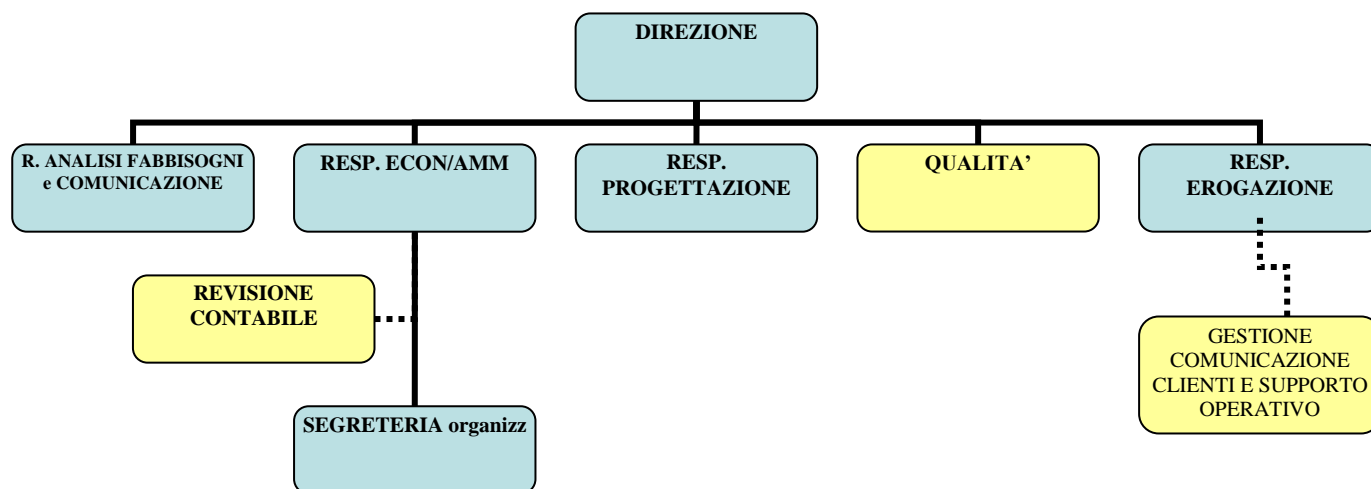 DIREZIONE
R. ANALISI FABBISOGNI
e COMUNICAZIONE
RESP. ECON/AMM
RESP.
PROGETTAZIONE
QUALITA’
RESP.
EROGAZIONE
REVISIONE
CONTABILE
GESTIONE
COMUNICAZIONE
CLIENTI E SUPPORTO
OPERATIVO
SEGRETERIA organizz